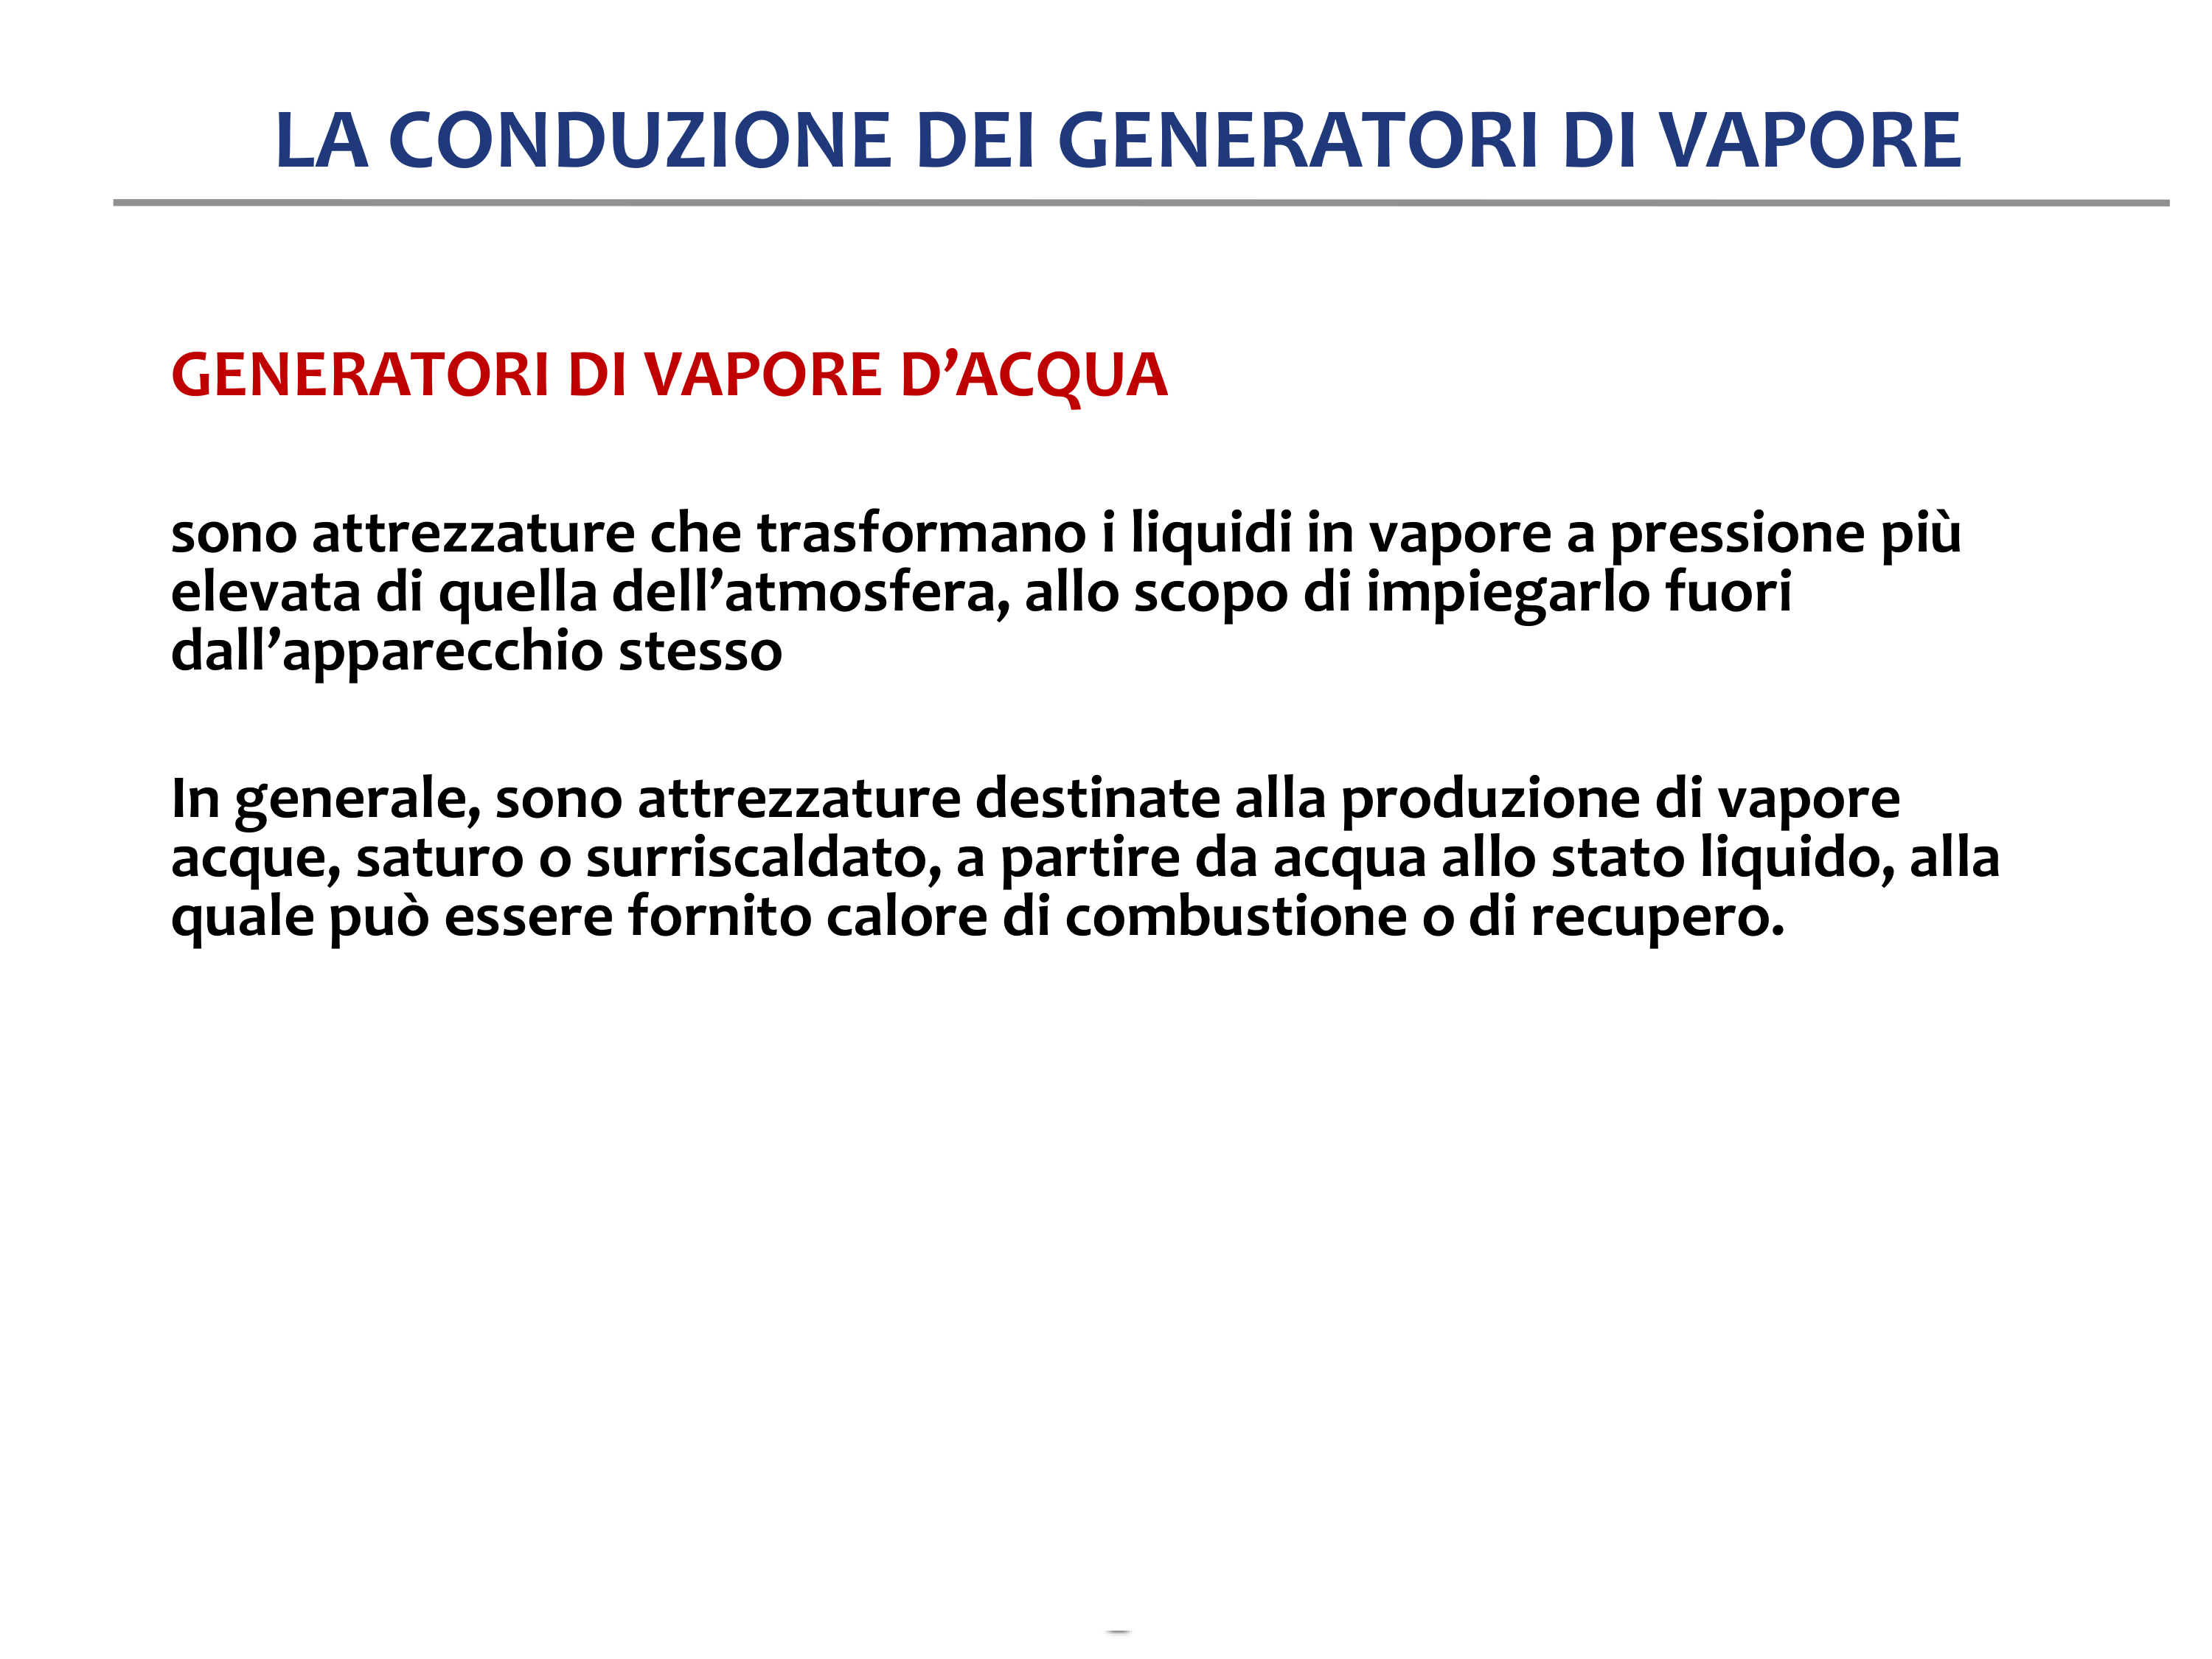 LA CONDUZIONE DEI GENERATORI DI VAPORE
GENERATORI DI VAPORE D’ACQUA
sono attrezzature che trasformano i liquidi in vapore a pressione più
elevata di quella dell’atmosfera, allo scopo di impiegarlo fuori
dall’apparecchio stesso
In generale, sono attrezzature destinate alla produzione di vapore
acque, saturo o surriscaldato, a partire da acqua allo stato liquido, alla
quale può essere fornito calore di combustione o di recupero.